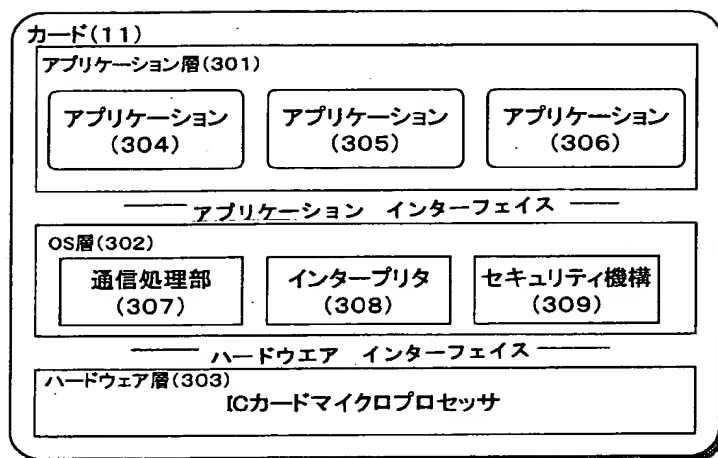 カード(11)
アプリケーション層(301)
アプリケーション アプリケーション アプリケーション
(304) (305) (306)
アプリケーション インターフェイス
OS層(302)
通信処理部 インタープリタ セキュリティ機構
(307) (308) (309)
ハードウエア インターフェイス
ハードウェア層(303)
ICカードマイクロプロセッサ